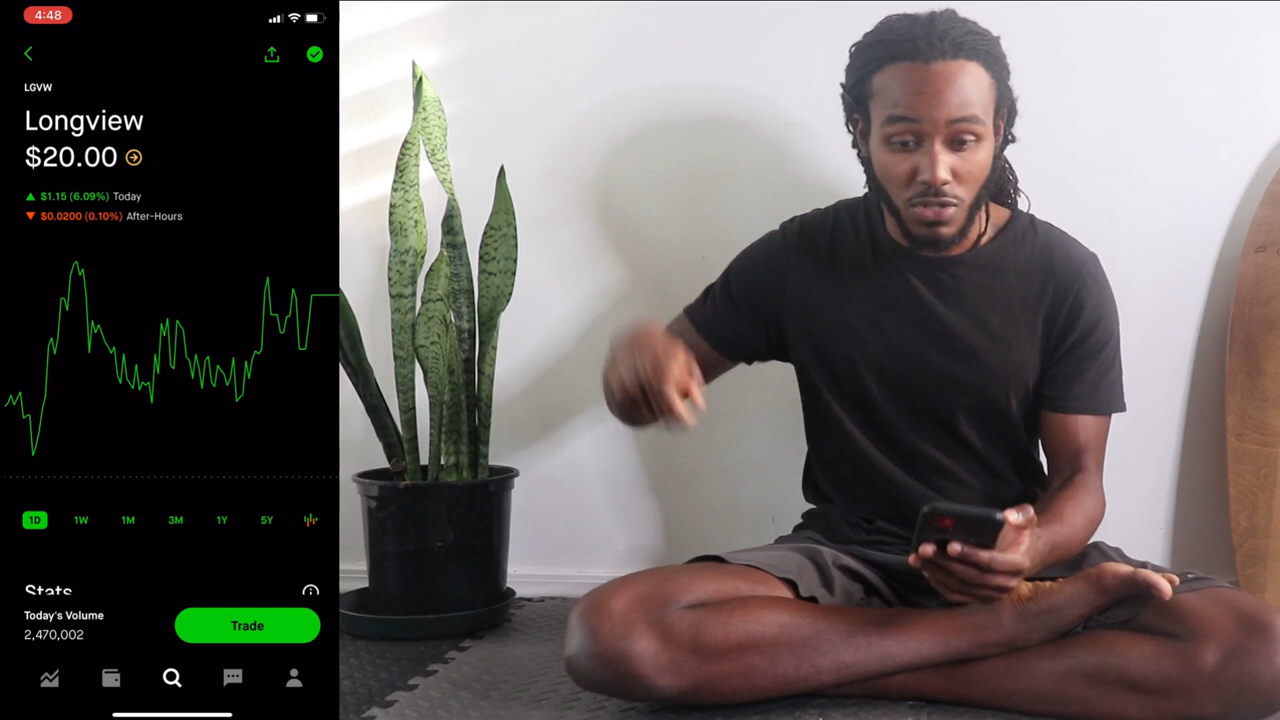 4:48
LGVW
Longview
$20.00
$1.15 (6.09%) Today
$0.0200 (0.10%) After-Hours
1D 1W 1M 3M 1Y 5Y
Stats
Today's Volume
2,470,002
Trade